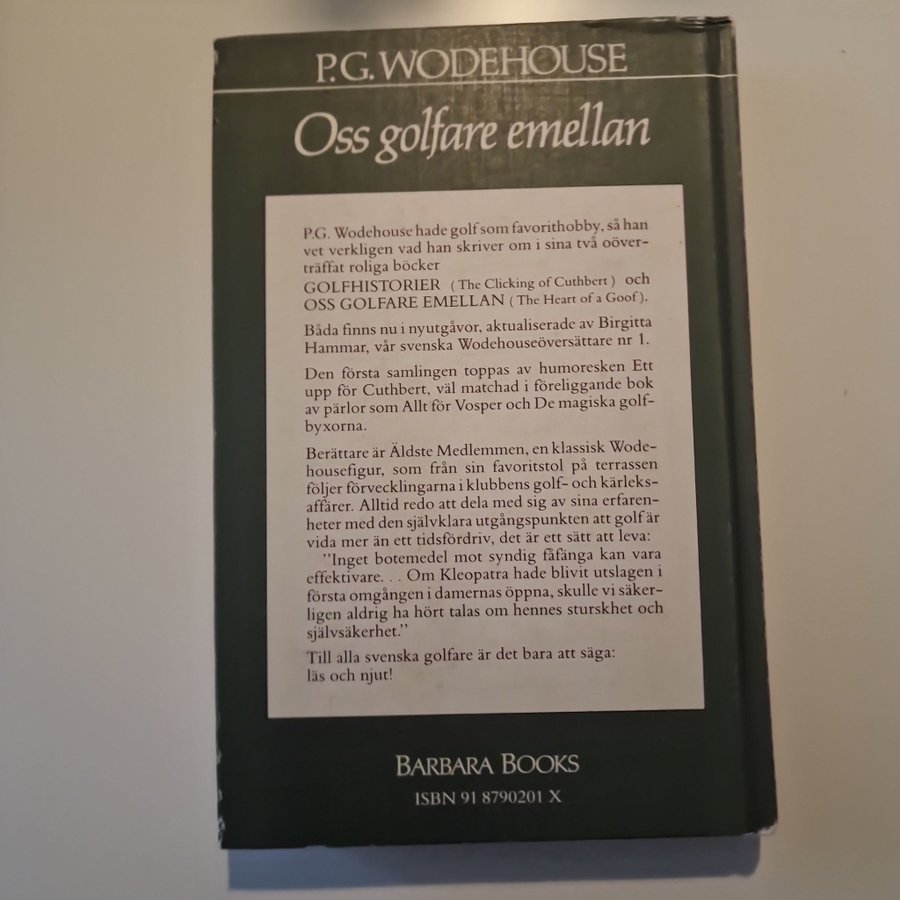 P.G. WODEHOUSE
Oss golfare emellan
P.G. Wodehouse hade golf som favorithobby, så han
vet verkligen vad han skriver om i sina två oöver-
träffat roliga böcker
GOLFHISTORIER (The Clicking of Cuthbert) och
OSS GOLFARE EMELLAN (The Heart of a Goof).
Båda finns nu i nyutgåvor, aktualiserade av Birgitta
Hammar, vår svenska Wodehouseöversättare nr 1.
Den första samlingen toppas av humoresken Ett
upp för Cuthbert, väl matchad i föreliggande bok
av pärlor som Allt för Vosper och De magiska golf-
byxorna.
Berättare är Äldste Medlemmen, en klassisk Wode-
housefigur, som från sin favoritstol på terrassen
följer förvecklingarna i klubbens golf- och kärleks-
affärer. Alltid redo att dela med sig av sina erfaren-
heter med den självklara utgångspunkten att golf är
vida mer än ett tidsfördriv, det är ett sätt att leva:
"Inget botemedel mot syndig fåfänga kan vara
effektivare. . . Om Kleopatra hade blivit utslagen i
första omgången i damernas öppna, skulle vi säker-
ligen aldrig ha hört talas om hennes sturskhet och
självsäkerhet."
Till alla svenska golfare är det bara att säga:
läs och njut!
BARBARA BOOKS
ISBN 91 8790201 X